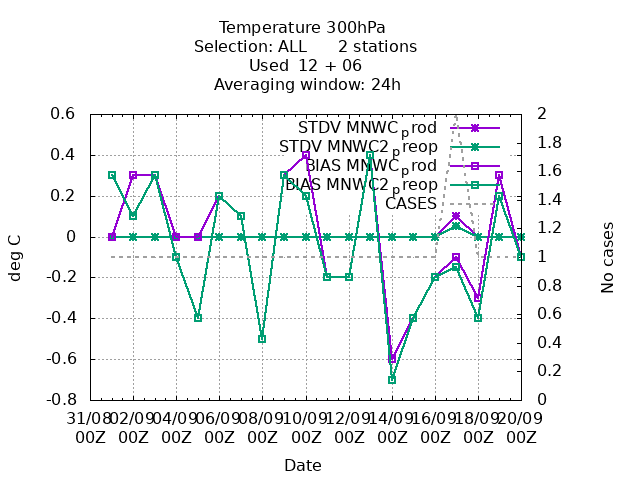 Temperature 300hPa
Selection: ALL      2 stations
Used  12 + 06
Averaging window: 24h
STDV MNWCprod
STDV MNWC2preop
BIAS MNWCprod
BIAS MNWC2preop
CASES
0.6
0.4
0.2
0
-0.2
-0.4
-0.6
-0.8
deg C
2
1.8
1.6
1.4
1.2
1
0.8
0.6
0.4
0.2
0
No cases
31/08 02/09 04/09 06/09 08/09 10/09 12/09 14/09 16/09 18/09 20/09
00Z 00Z 00Z 00Z 00Z 00Z 00Z 00Z 00Z 00Z 00Z
Date